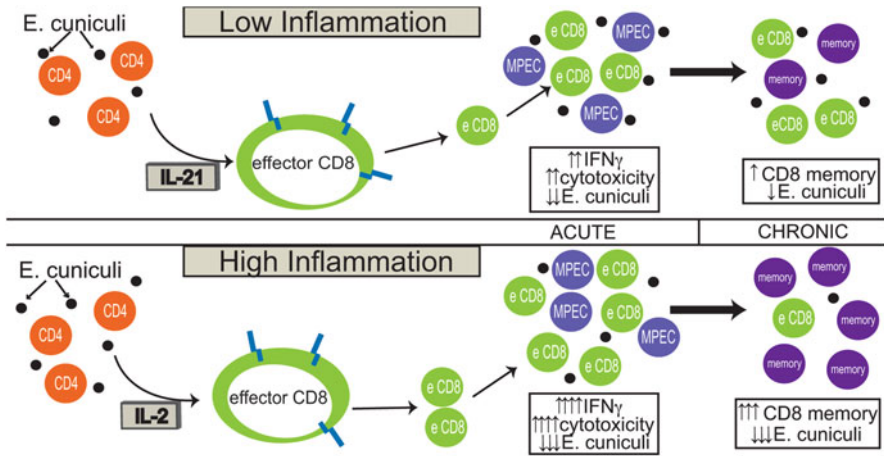 E. cuniculi
Low Inflammation
CD4
CD4
CD4
IL-21
effector CD8
e CD8
e CD8
MPEC
MPEC
e CD8
e CD8
MPEC
↑↑IFNγ
↑↑cytotoxicity
↓↓E. cuniculi
e CD8
memory
memory
eCD8
e CD8
↑ CD8 memory
↓E. cuniculi
ACUTE
CHRONIC
E. cuniculi
High Inflammation
CD4
CD4
CD4
IL-2
effector CD8
e CD8
e CD8
MPEC
e CD8
e CD8
MPEC
e CD8
MPEC
e CD8
e CD8
↑↑↑↑IFNγ
↑↑↑↑cytotoxicity
↓↓↓E. cuniculi
memory
memory
e CD8
memory
memory
memory
↑↑↑ CD8 memory
↓↓↓E. cuniculi